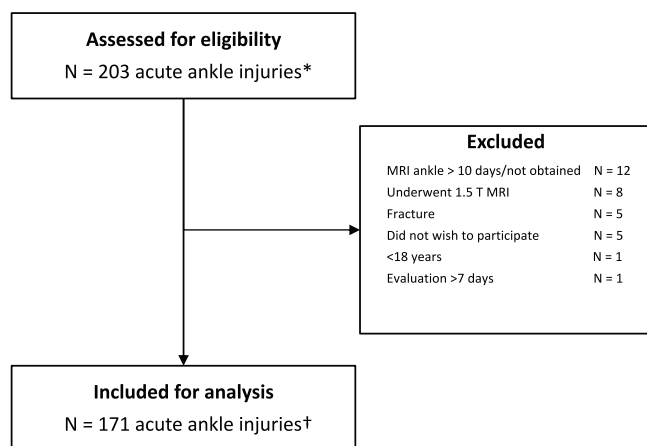 Assessed for eligibility
N = 203 acute ankle injuries*
Excluded
MRI ankle > 10 days/not obtained N = 12
Underwent 1.5 T MRI N = 8
Fracture N = 5
Did not wish to participate N = 5
<18 years N = 1
Evaluation >7 days N = 1
Included for analysis
N = 171 acute ankle injuries†